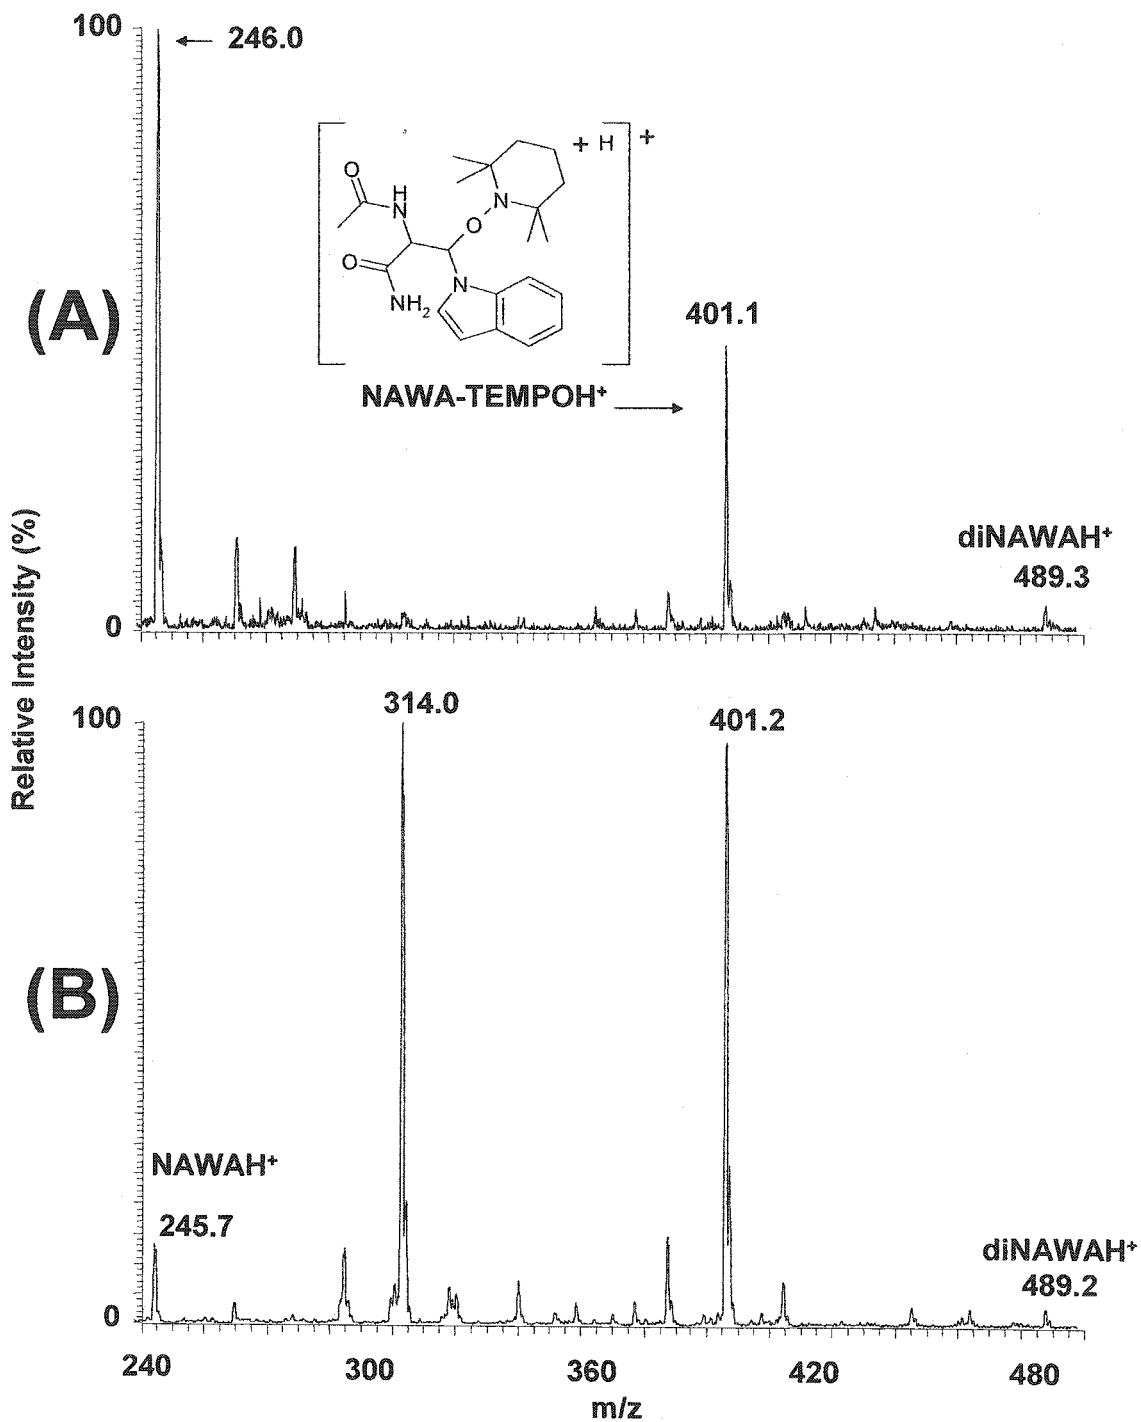 100
246.0
+ H
+
O
H
N
N
O
O
N
NH2
(A)
401.1
NAWA-TEMPOH+
diNAWAH+
489.3
0
Relative Intensity (%)
100
314.0
401.2
(B)
NAWAH+
245.7
diNAWAH+
489.2
0
240 300 360 420 480
m/z